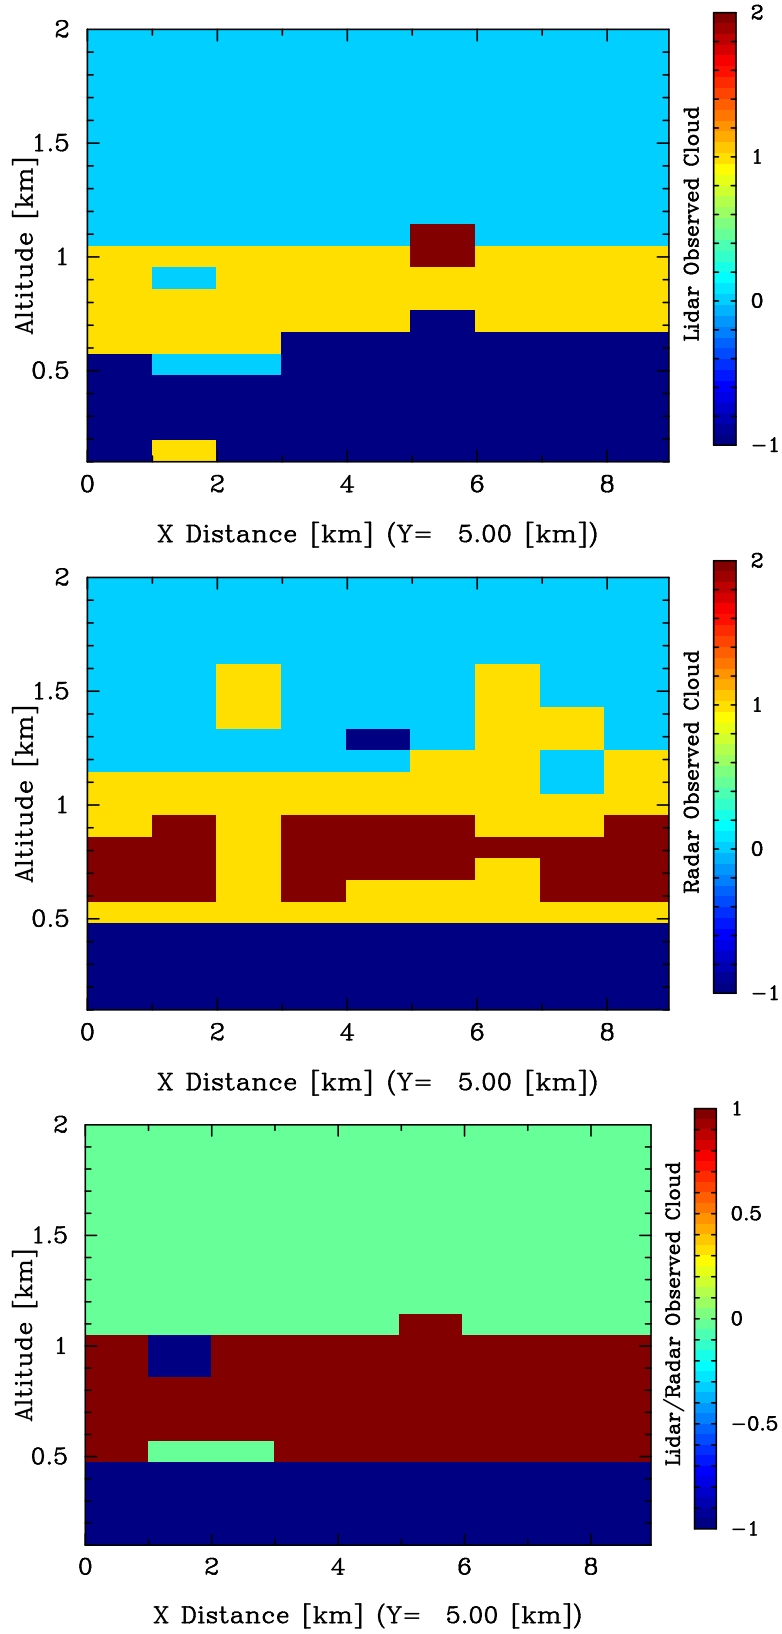 2
1.5
1
0.5
Altitude [km]
0 2 4 6 8
X Distance [km] (Y= 5.00 [km])
2
1
0
-1
Lidar Observed Cloud
2
1.5
1
0.5
Altitude [km]
0 2 4 6 8
X Distance [km] (Y= 5.00 [km])
2
1
0
-1
Radar Observed Cloud
2
1.5
1
0.5
Altitude [km]
0 2 4 6 8
X Distance [km] (Y= 5.00 [km])
1
0.5
0
-0.5
-1
Lidar/Radar Observed Cloud